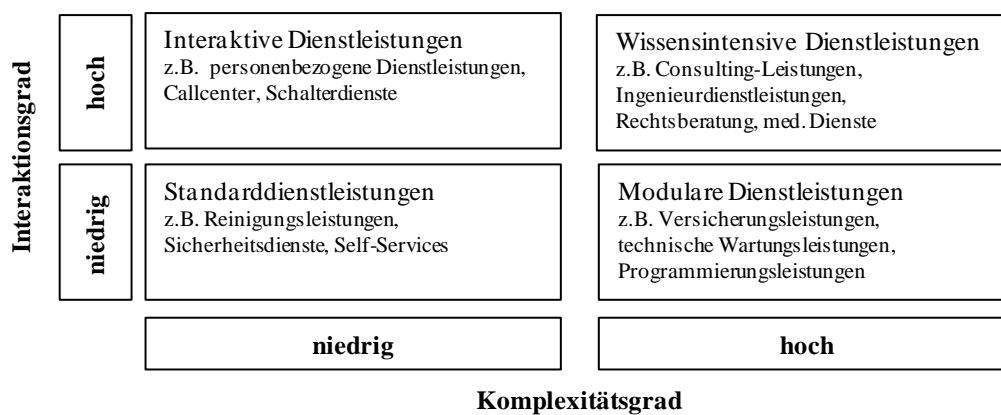 Interaktionsgrad
hoch
Interaktive Dienstleistungen
z.B. personenbezogene Dienstleistungen,
Callcenter, Schalterdienste
Wissensintensive Dienstleistungen
z.B. Consulting-Leistungen,
Ingenieurdienstleistungen,
Rechtsberatung, med. Dienste
niedrig
Standarddienstleistungen
z.B. Reinigungsleistungen,
Sicherheitsdienste, Self-Services
Modulare Dienstleistungen
z.B. Versicherungsleistungen,
technische Wartungsleistungen,
Programmierungsleistungen
niedrig
hoch
Komplexitätsgrad